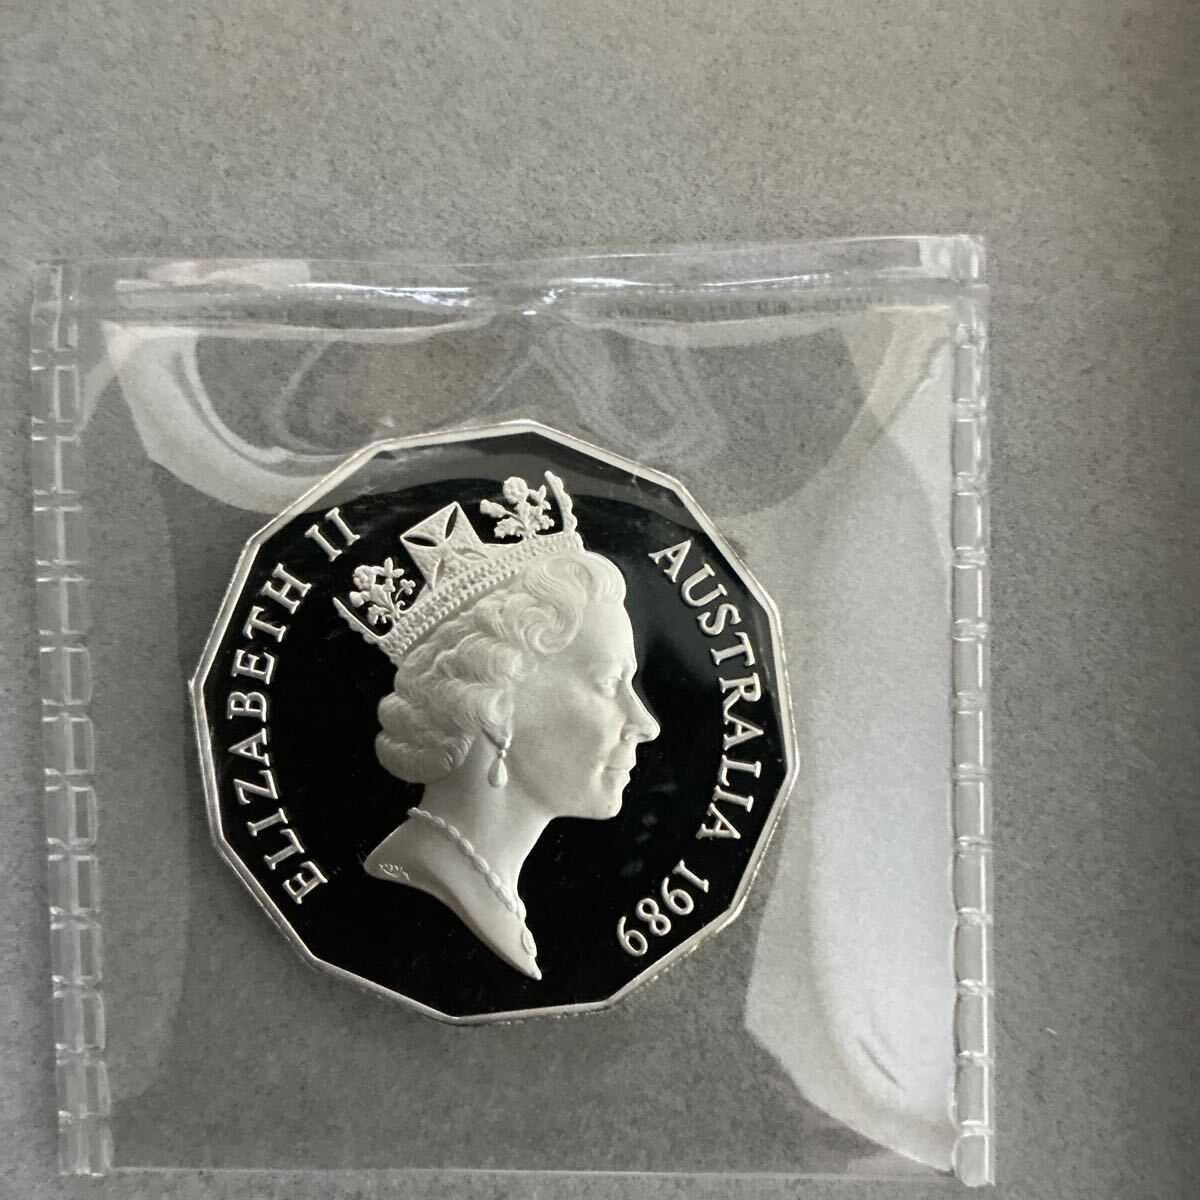 ELIZABETH II
AUSTRALIA 1989